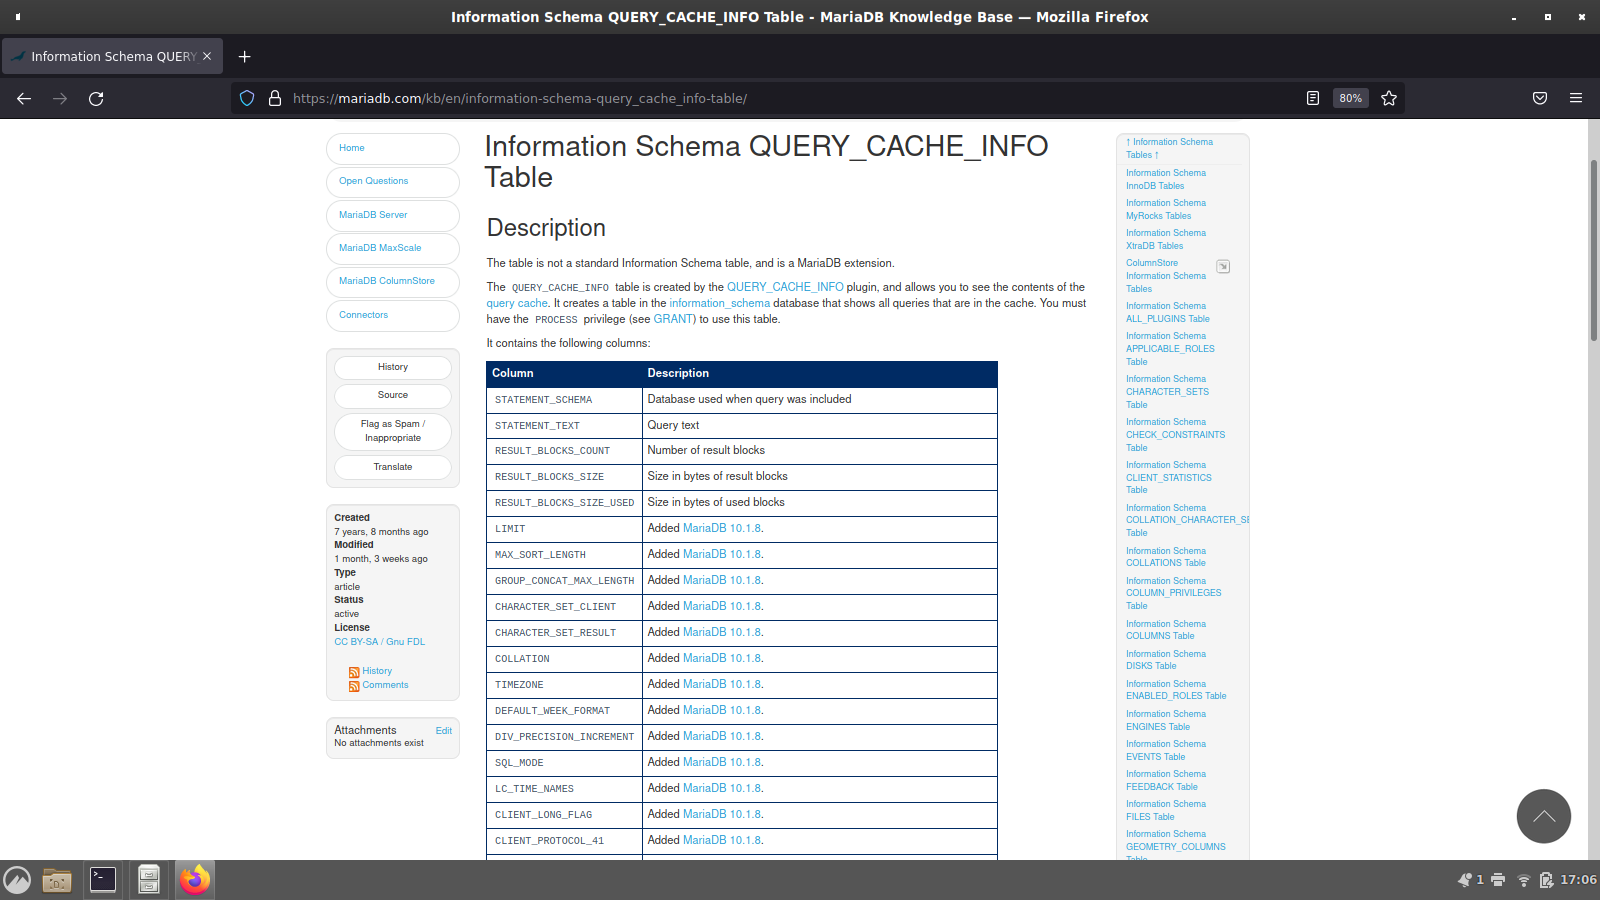 Information Schema QUERY_CACHE_INFO Table - MariaDB Knowledge Base — Mozilla Firefox
Information Schema QUERY
https://mariadb.com/kb/en/information-schema-query_cache_info-table/
80%
Home
Open Questions
MariaDB Server
MariaDB MaxScale
MariaDB ColumnStore
Connectors
History
Source
Flag as Spam /
Inappropriate
Translate
Created
7 years, 8 months ago
Modified
1 month, 3 weeks ago
Type
article
Status
active
License
CC BY-SA / Gnu FDL
History
Comments
Attachments Edit
No attachments exist
Information Schema QUERY_CACHE_INFO
Table
Description
The table is not a standard Information Schema table, and is a MariaDB extension.
The QUERY_CACHE_INFO table is created by the QUERY_CACHE_INFO plugin, and allows you to see the contents of the
query cache. It creates a table in the information_schema database that shows all queries that are in the cache. You must
have the PROCESS privilege (see GRANT) to use this table.
It contains the following columns:
Column Description
STATEMENT_SCHEMA Database used when query was included
STATEMENT_TEXT Query text
RESULT_BLOCKS_COUNT Number of result blocks
RESULT_BLOCKS_SIZE Size in bytes of result blocks
RESULT_BLOCKS_SIZE_USED Size in bytes of used blocks
LIMIT Added MariaDB 10.1.8.
MAX_SORT_LENGTH Added MariaDB 10.1.8.
GROUP_CONCAT_MAX_LENGTH Added MariaDB 10.1.8.
CHARACTER_SET_CLIENT Added MariaDB 10.1.8.
CHARACTER_SET_RESULT Added MariaDB 10.1.8.
COLLATION Added MariaDB 10.1.8.
TIMEZONE Added MariaDB 10.1.8.
DEFAULT_WEEK_FORMAT Added MariaDB 10.1.8.
DIV_PRECISION_INCREMENT Added MariaDB 10.1.8.
SQL_MODE Added MariaDB 10.1.8.
LC_TIME_NAMES Added MariaDB 10.1.8.
CLIENT_LONG_FLAG Added MariaDB 10.1.8.
CLIENT_PROTOCOL_41 Added MariaDB 10.1.8.
↑ Information Schema
Tables ↑
Information Schema
InnoDB Tables
Information Schema
MyRocks Tables
Information Schema
XtraDB Tables
ColumnStore
Information Schema
Tables
Information Schema
ALL_PLUGINS Table
Information Schema
APPLICABLE_ROLES
Table
Information Schema
CHARACTER_SETS
Table
Information Schema
CHECK_CONSTRAINTS
Table
Information Schema
CLIENT_STATISTICS
Table
Information Schema
COLLATION_CHARACTER_SE
Table
Information Schema
COLLATIONS Table
Information Schema
COLUMN_PRIVILEGES
Table
Information Schema
COLUMNS Table
Information Schema
DISKS Table
Information Schema
ENABLED_ROLES Table
Information Schema
ENGINES Table
Information Schema
EVENTS Table
Information Schema
FEEDBACK Table
Information Schema
FILES Table
Information Schema
GEOMETRY_COLUMNS
Table
1
17:06